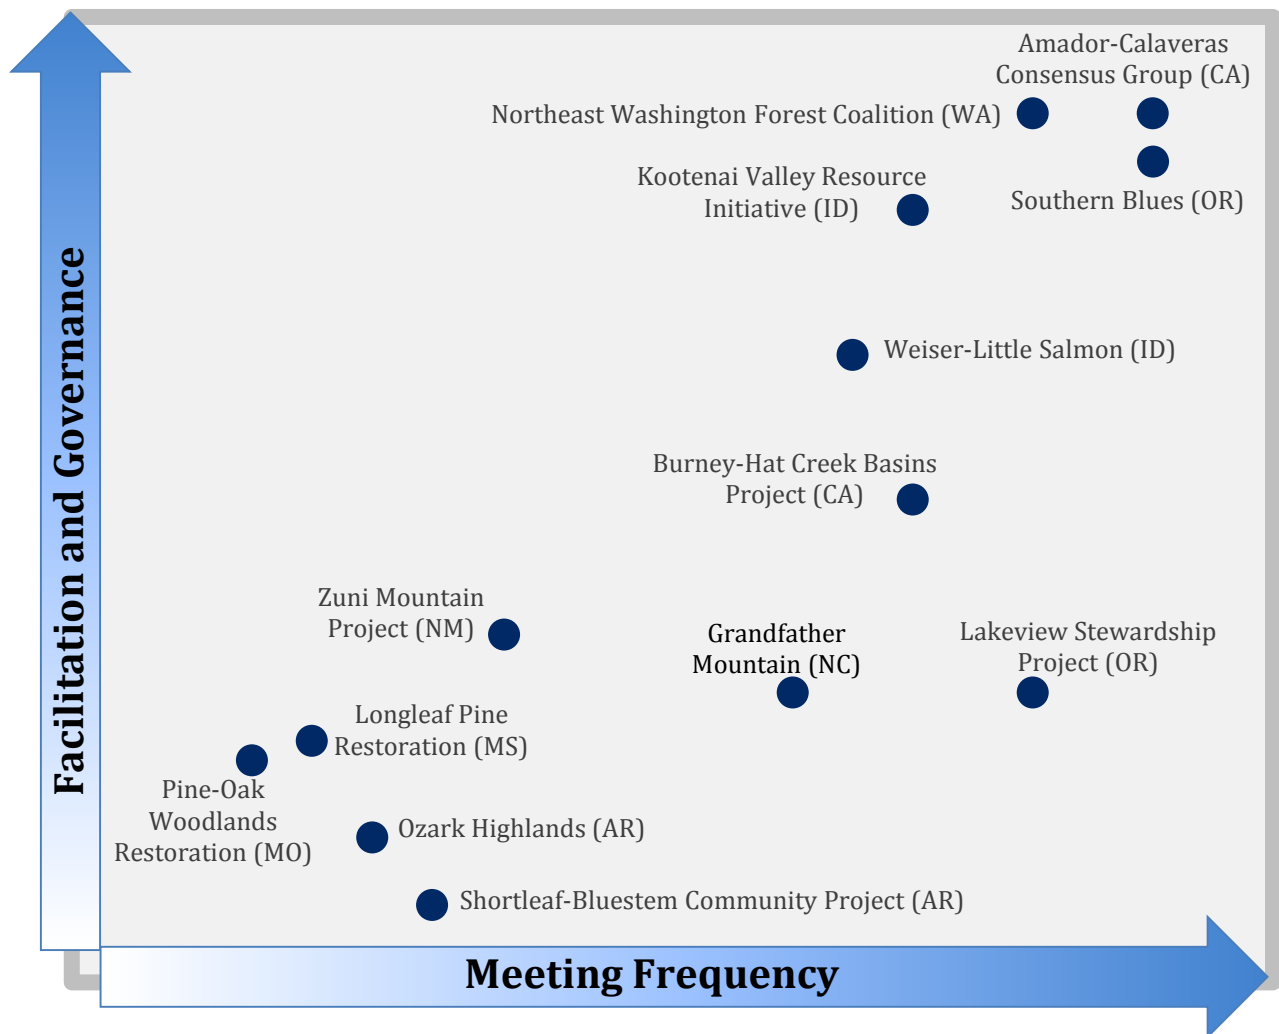 Amador-Calaveras
Consensus Group (CA)
Northeast Washington Forest Coalition (WA)
Kootenai Valley Resource
Initiative (ID)
Southern Blues (OR)
Weiser-Little Salmon (ID)
Burney-Hat Creek Basins
Project (CA)
Zuni Mountain
Project (NM)
Grandfather
Mountain (NC)
Lakeview Stewardship
Project (OR)
Longleaf Pine
Restoration (MS)
Pine-Oak
Woodlands
Restoration (MO)
Ozark Highlands (AR)
Shortleaf-Bluestem Community Project (AR)
Facilitation and Governance
Meeting Frequency